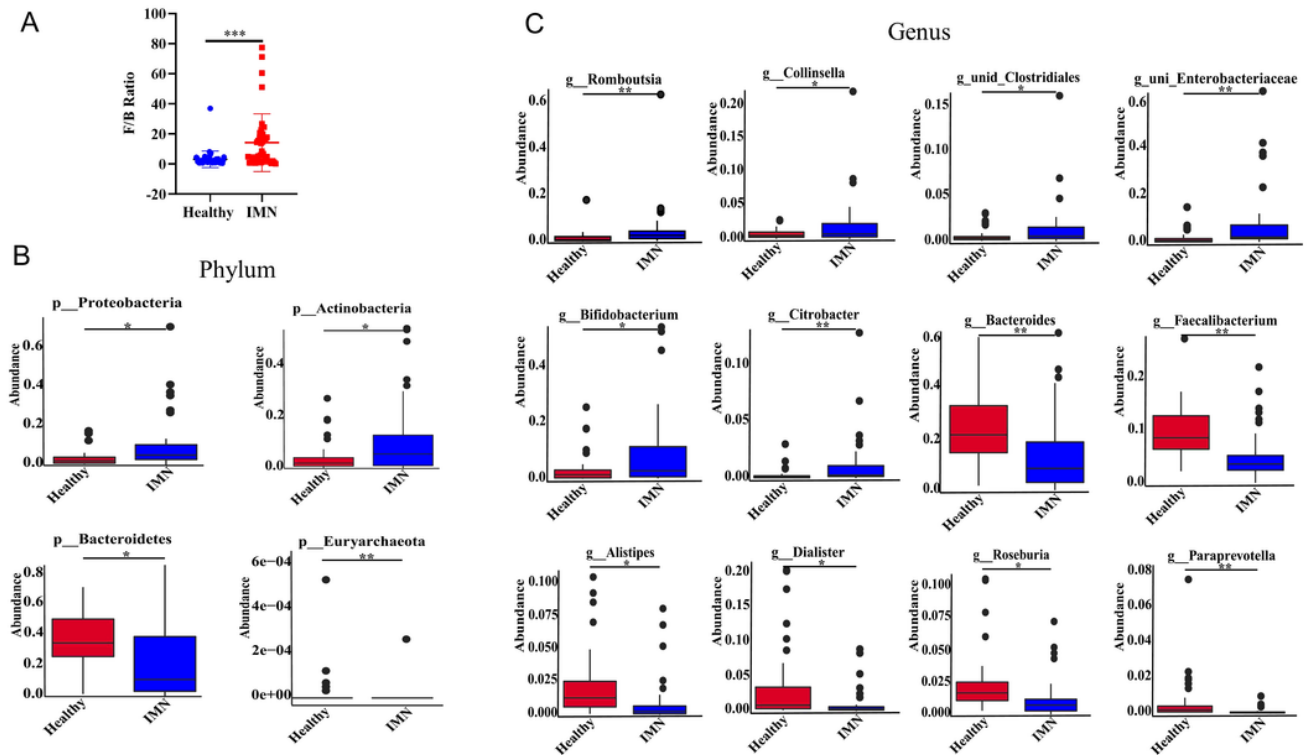 A
F/B Ratio
100
80
60
40
20
0
-20
***
Healthy
IMN
B
Phylum
p__Proteobacteria
*
Abundance
0.6
0.4
0.2
0.0
Healthy
IMN
p__Actinobacteria
*
Abundance
0.4
0.2
0.0
Healthy
IMN
p__Bacteroidetes
*
Abundance
0.8
0.6
0.4
0.2
0.0
Healthy
IMN
p__Euryarchaeota
**
Abundance
6e−04
4e−04
2e−04
0e+00
Healthy
IMN
C
Genus
g__Romboutsia
**
Abundance
0.6
0.4
0.2
0.0
Healthy
IMN
g__Collinsella
*
Abundance
0.20
0.15
0.10
0.05
0.00
Healthy
IMN
g_unid_Clostridiales
*
Abundance
0.15
0.10
0.05
0.00
Healthy
IMN
g_uni_Enterobacteriaceae
**
Abundance
0.6
0.4
0.2
0.0
Healthy
IMN
g__Bifidobacterium
*
Abundance
0.4
0.2
0.0
Healthy
IMN
g__Citrobacter
**
Abundance
0.10
0.05
0.00
Healthy
IMN
g__Bacteroides
**
Abundance
0.6
0.4
0.2
0.0
Healthy
IMN
g__Faecalibacterium
**
Abundance
0.2
0.1
0.0
Healthy
IMN
g__Alistipes
*
Abundance
0.100
0.075
0.050
0.025
0.000
Healthy
IMN
g__Dialister
*
Abundance
0.20
0.15
0.10
0.05
0.00
Healthy
IMN
g__Roseburia
*
Abundance
0.100
0.075
0.050
0.025
0.000
Healthy
IMN
g__Paraprevotella
**
Abundance
0.08
0.06
0.04
0.02
0.00
Healthy
IMN